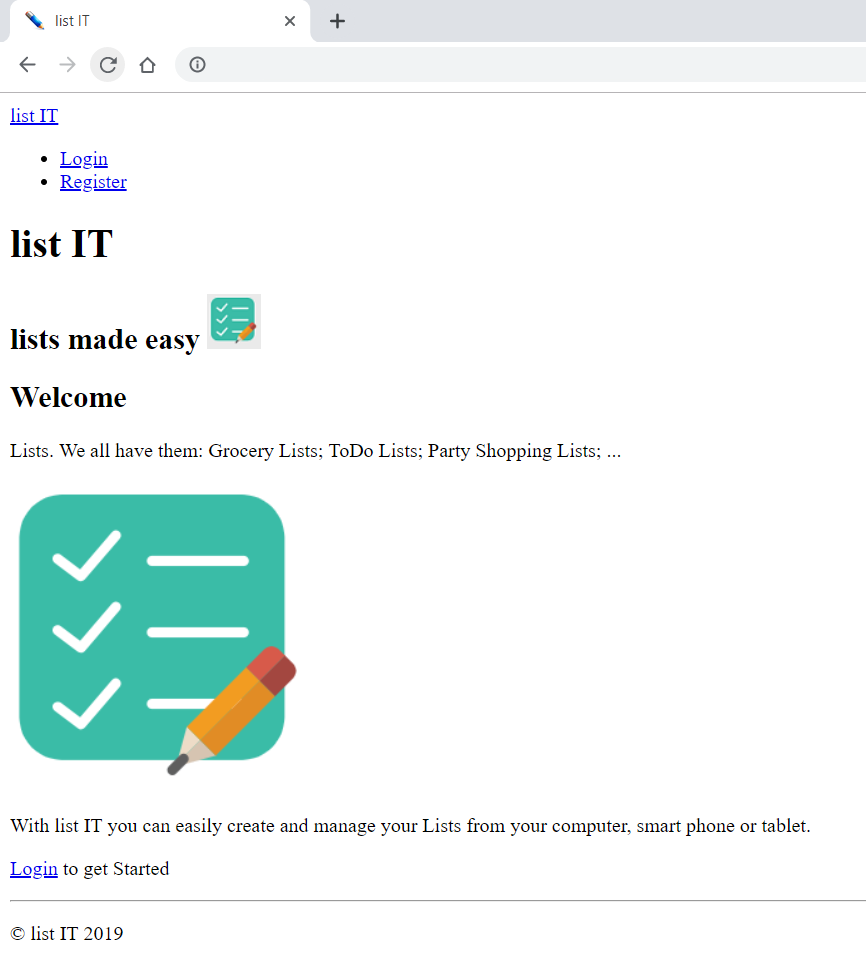 list IT
list IT
Login
Register
list IT
lists made easy
Welcome
Lists. We all have them: Grocery Lists; ToDo Lists; Party Shopping Lists; ...
With list IT you can easily create and manage your Lists from your computer, smart phone or tablet.
Login to get Started
© list IT 2019